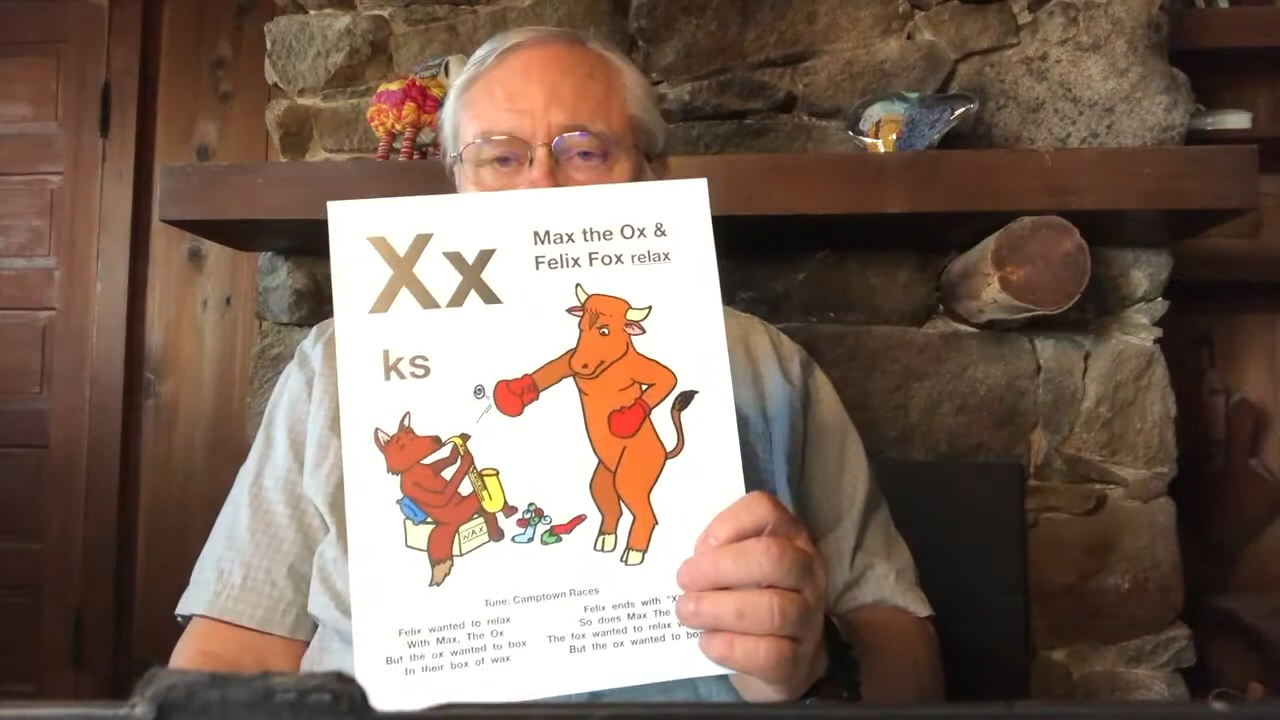 Xx
Max the Ox &
Felix Fox relax
ks
WAX
Tune: Camptown Races
Felix wanted to relax
With Max, The Ox
But the ox wanted to box
In their box of wax
Felix ends with "X
So does Max The
The fox wanted to relax
But the ox wanted to box